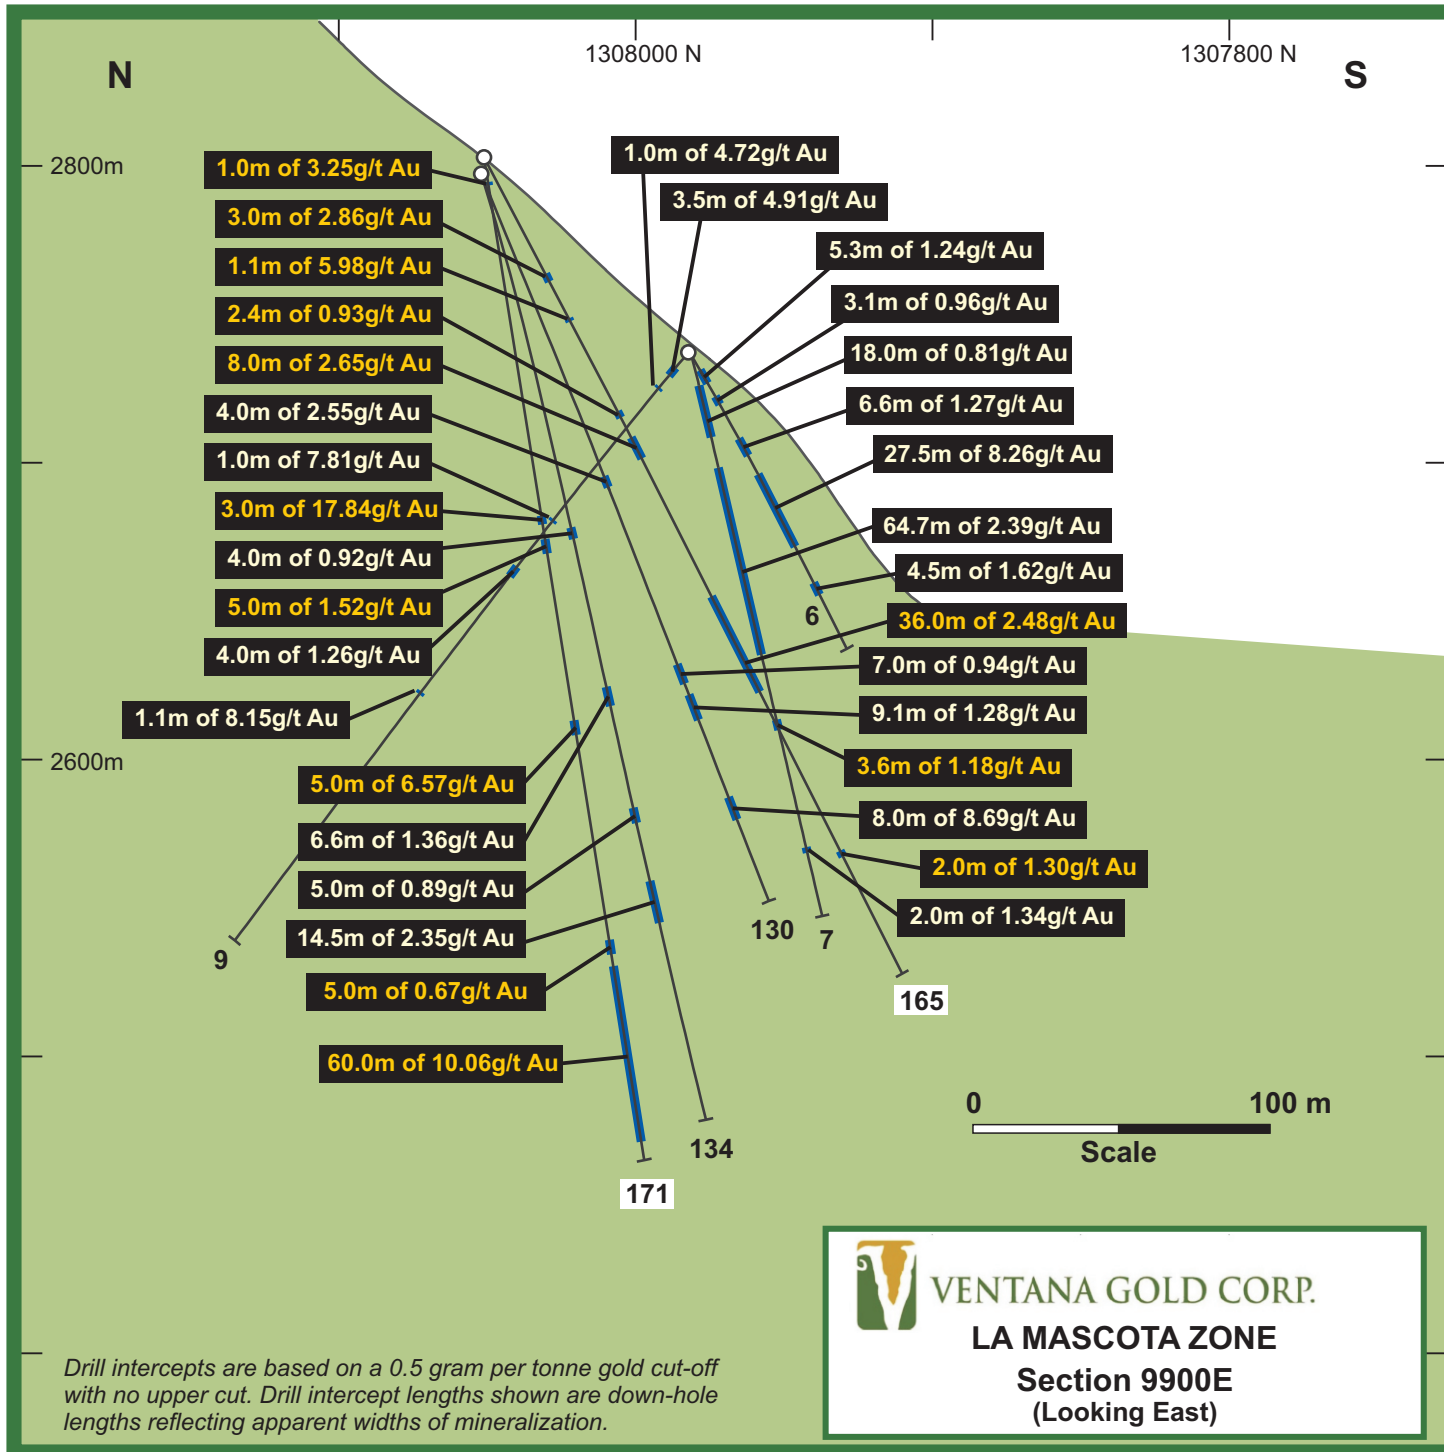 1308000 N
1307800 N
N
S
2800m
1.0m of 3.25g/t Au
3.0m of 2.86g/t Au
1.1m of 5.98g/t Au
2.4m of 0.93g/t Au
8.0m of 2.65g/t Au
4.0m of 2.55g/t Au
1.0m of 7.81g/t Au
3.0m of 17.84g/t Au
4.0m of 0.92g/t Au
5.0m of 1.52g/t Au
4.0m of 1.26g/t Au
1.1m of 8.15g/t Au
2600m
5.0m of 6.57g/t Au
6.6m of 1.36g/t Au
5.0m of 0.89g/t Au
14.5m of 2.35g/t Au
5.0m of 0.67g/t Au
60.0m of 10.06g/t Au
1.0m of 4.72g/t Au
3.5m of 4.91g/t Au
5.3m of 1.24g/t Au
3.1m of 0.96g/t Au
18.0m of 0.81g/t Au
6.6m of 1.27g/t Au
27.5m of 8.26g/t Au
64.7m of 2.39g/t Au
4.5m of 1.62g/t Au
36.0m of 2.48g/t Au
7.0m of 0.94g/t Au
9.1m of 1.28g/t Au
3.6m of 1.18g/t Au
8.0m of 8.69g/t Au
2.0m of 1.30g/t Au
2.0m of 1.34g/t Au
6
9
130
7
165
134
171
0 100 m
Scale
VENTANA GOLD CORP.
LA MASCOTA ZONE
Section 9900E
(Looking East)
Drill intercepts are based on a 0.5 gram per tonne gold cut-off
with no upper cut. Drill intercept lengths shown are down-hole
lengths reflecting apparent widths of mineralization.